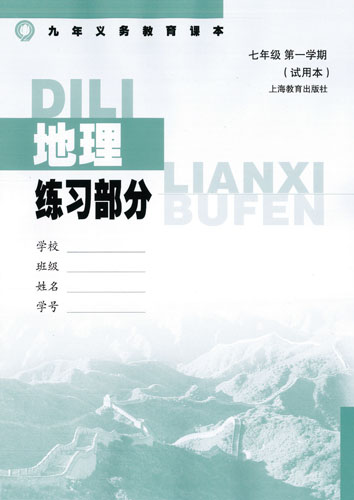 九年义务教育课本
七年级 第一学期
（试用本）
上海教育出版社
DILI
地理
LIANXI
练习部分
BUFEN
学校
班级
姓名
学号